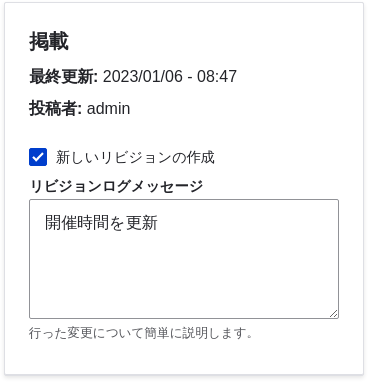 掲載
最終更新: 2023/01/06 - 08:47
投稿者: admin
新しいリビジョンの作成
リビジョンログメッセージ
開催時間を更新
行った変更について簡単に説明します。